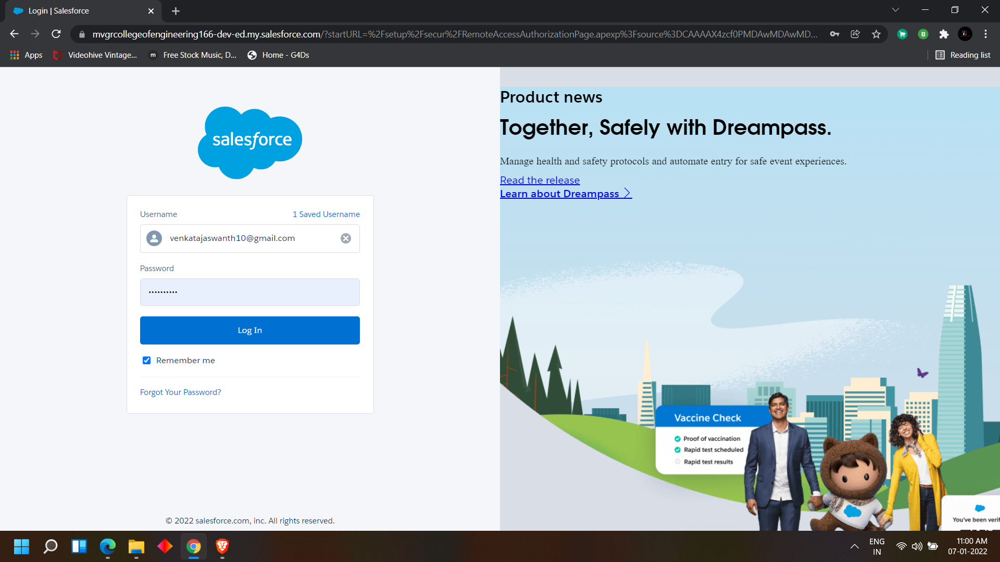 Login | Salesforce
mvgrcollegeofengineering166-dev-ed.my.salesforce.com/?startURL=%2Fsetup%2Fsecur%2FRemoteAccessAuthorizationPage.apexp%3Fsource%3DCAAAAX4zcf0PMDAwMDAwMD...
B
Apps
Videohive Vintage...
m
Free Stock Music, D...
Home - G4Ds
Reading list
salesforce
Username
1 Saved Username
venkatajaswanth10@gmail.com
Password
••••••••••
Log In
Remember me
Forgot Your Password?
© 2022 salesforce.com, inc. All rights reserved.
Product news
Together, Safely with Dreampass.
Manage health and safety protocols and automate entry for safe event experiences.
Read the release
Learn about Dreampass
Vaccine Check
Proof of vaccination
Rapid test scheduled
Rapid test results
You've been verif
ENG
IN
11:00 AM
07-01-2022